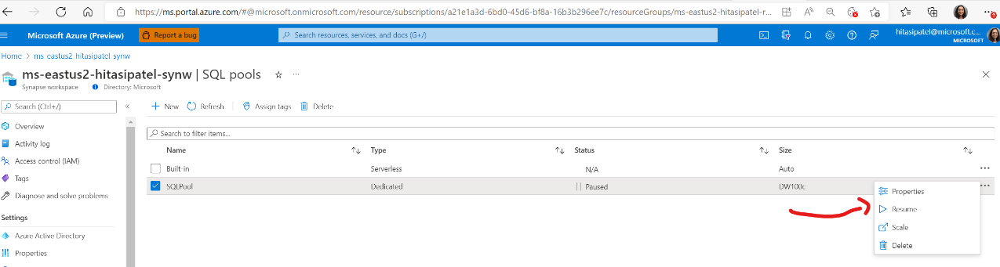 https://ms.portal.azure.com/#@microsoft.onmicrosoft.com/resource/subscriptions/a21e1a3d-6bd0-45d6-bf8a-16b3b296ee7c/resourceGroups/ms-eastus2-hitasipatel-r...
Microsoft Azure (Preview) Report a bug Search resources, services, and docs (G+/) hitasipatel@microsoft.c...
MICROSOFT
Home > ms-eastus2-hitasipatel-synw
ms-eastus2-hitasipatel-synw | SQL pools
Synapse workspace Directory: Microsoft
Search (Ctrl+/) « + New Refresh Assign tags Delete
Overview
Activity log
Access control (IAM)
Tags
Diagnose and solve problems
Settings
Azure Active Directory
Properties
Search to filter items...
Name Type Status Size
Built-in Serverless N/A Auto
SQLPool Dedicated Paused DW100c
Properties
Resume
Scale
Delete